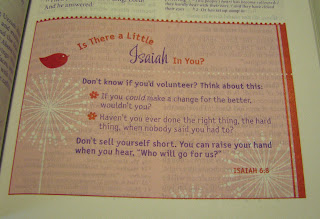 And he answered
Is There a Little
Isaiah In You?
Don't know if you'd volunteer? Think about this:
If you could make a change for the better,
wouldn't you?
Haven't you ever done the right thing, the hard
thing, when nobody said you had to?
Don't sell yourself short. You can raise your hand
when you hear, "Who will go for us?"
ISAIAH 6:8